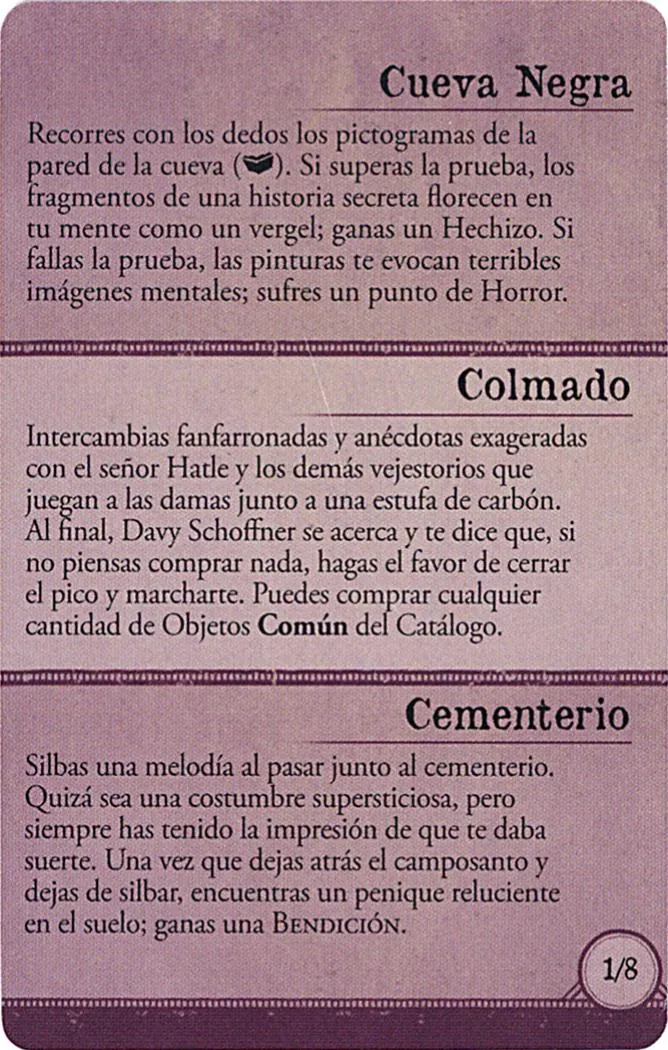 Cueva Negra
Recorres con los dedos los pictogramas de la
pared de la cueva (). Si superas la prueba, los
fragmentos de una historia secreta florecen en
tu mente como un vergel; ganas un Hechizo. Si
fallas la prueba, las pinturas te evocan terribles
imágenes mentales; sufres un punto de Horror.
Colmado
Intercambias fanfarronadas y anécdotas exageradas
con el señor Hatle y los demás vejestorios que
juegan a las damas junto a una estufa de carbón.
Al final, Davy Schoffner se acerca y te dice que, si
no piensas comprar nada, hagas el favor de cerrar
el pico y marcharte. Puedes comprar cualquier
cantidad de Objetos Común del Catálogo.
Cementerio
Silbas una melodía al pasar junto al cementerio.
Quizá sea una costumbre supersticiosa, pero
siempre has tenido la impresión de que te daba
suerte. Una vez que dejas atrás el camposanto y
dejas de silbar, encuentras un penique reluciente
en el suelo; ganas una BENDICIÓN.
1/8